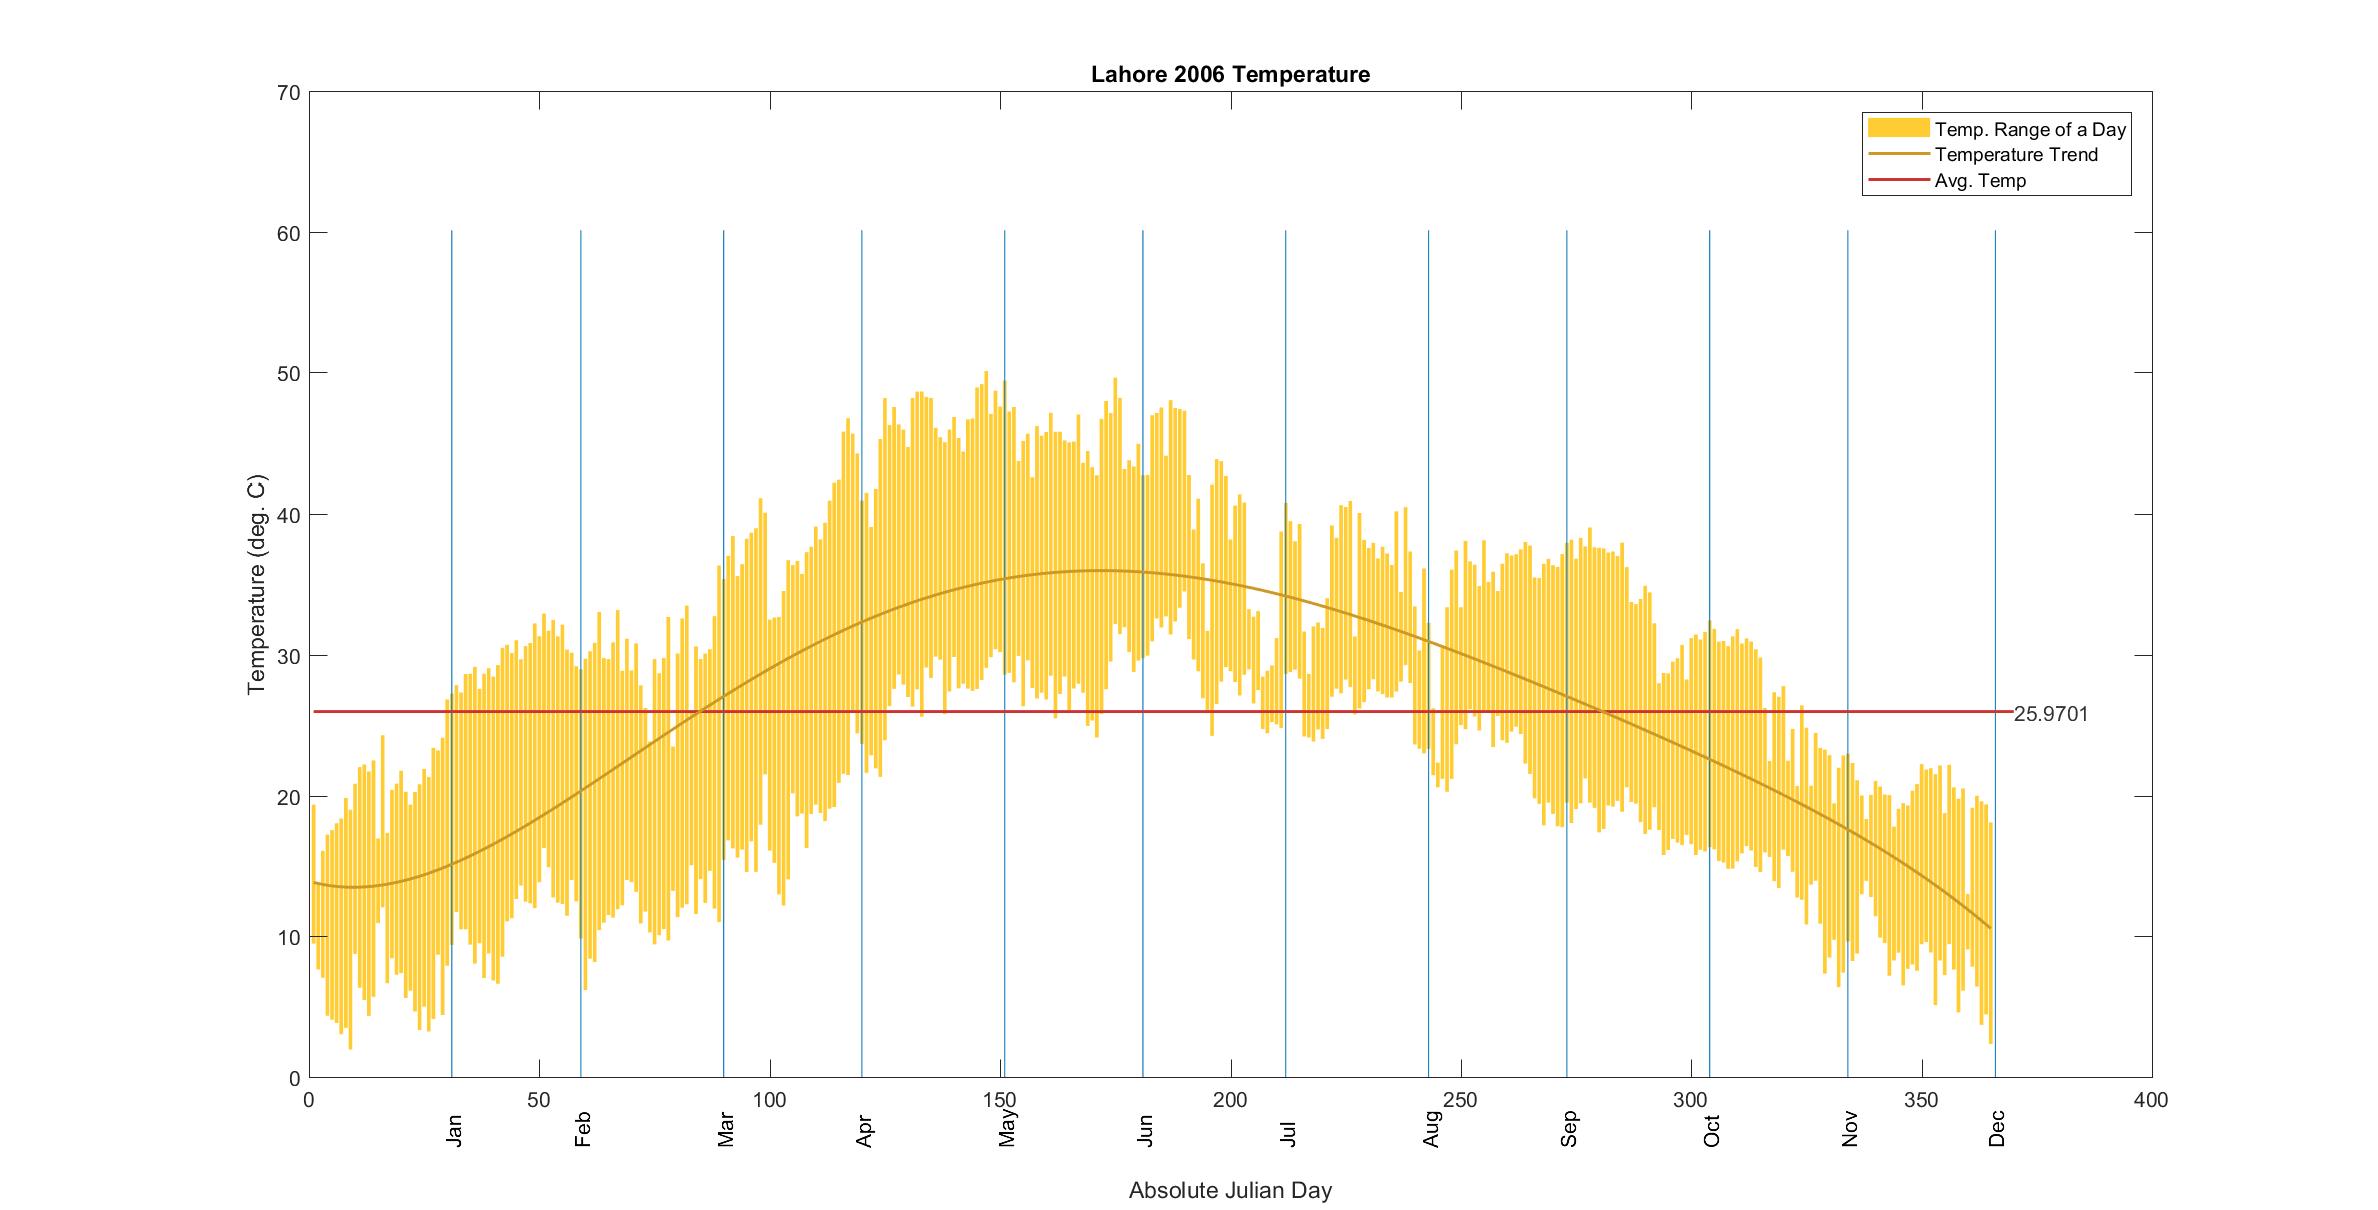 Lahore 2006 Temperature
70
60
50
40
30
20
10
0
Temperature (deg. C)
Temp. Range of a Day
Temperature Trend
Avg. Temp
25.9701
0 50 100 150 200 250 300 350 400
Jan Feb Mar Apr May Jun Jul Aug Sep Oct Nov Dec
Absolute Julian Day